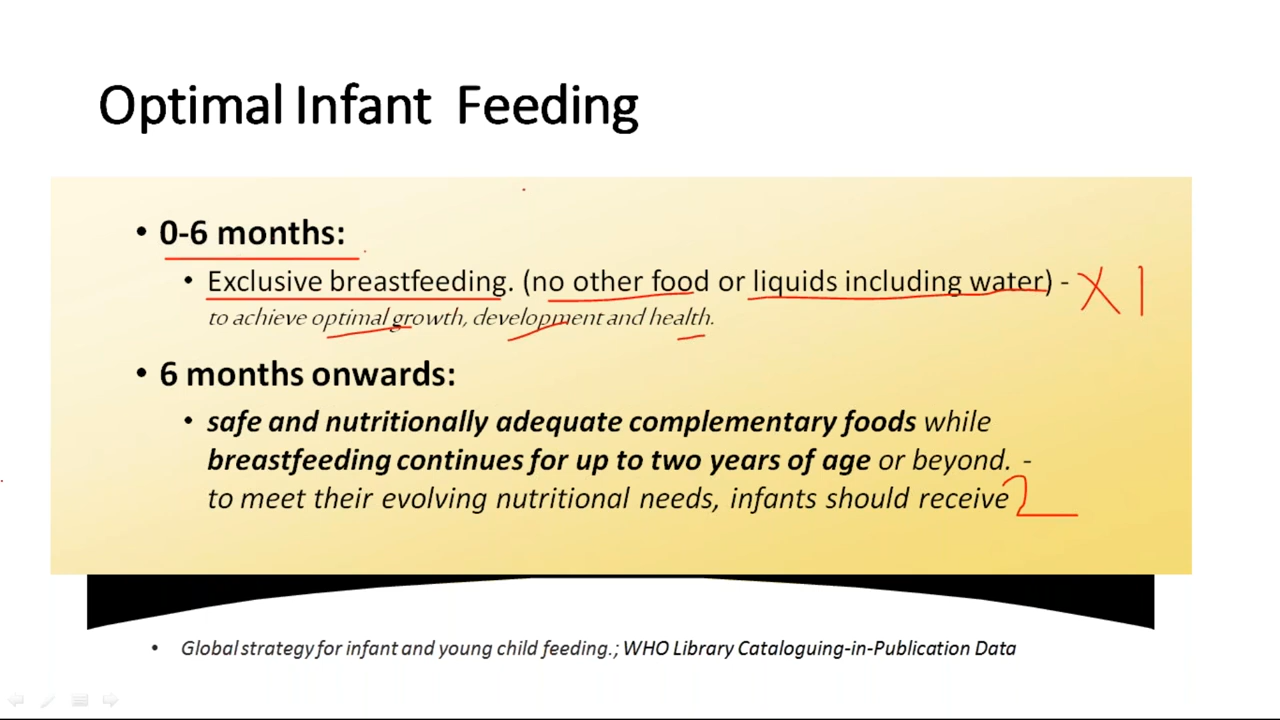 Optimal Infant Feeding
• 0-6 months:
• Exclusive breastfeeding. (no other food or liquids including water) - X 1
to achieve optimal growth, development and health.
• 6 months onwards:
• safe and nutritionally adequate complementary foods while
breastfeeding continues for up to two years of age or beyond. -
to meet their evolving nutritional needs, infants should receive 2
• Global strategy for infant and young child feeding.; WHO Library Cataloguing-in-Publication Data